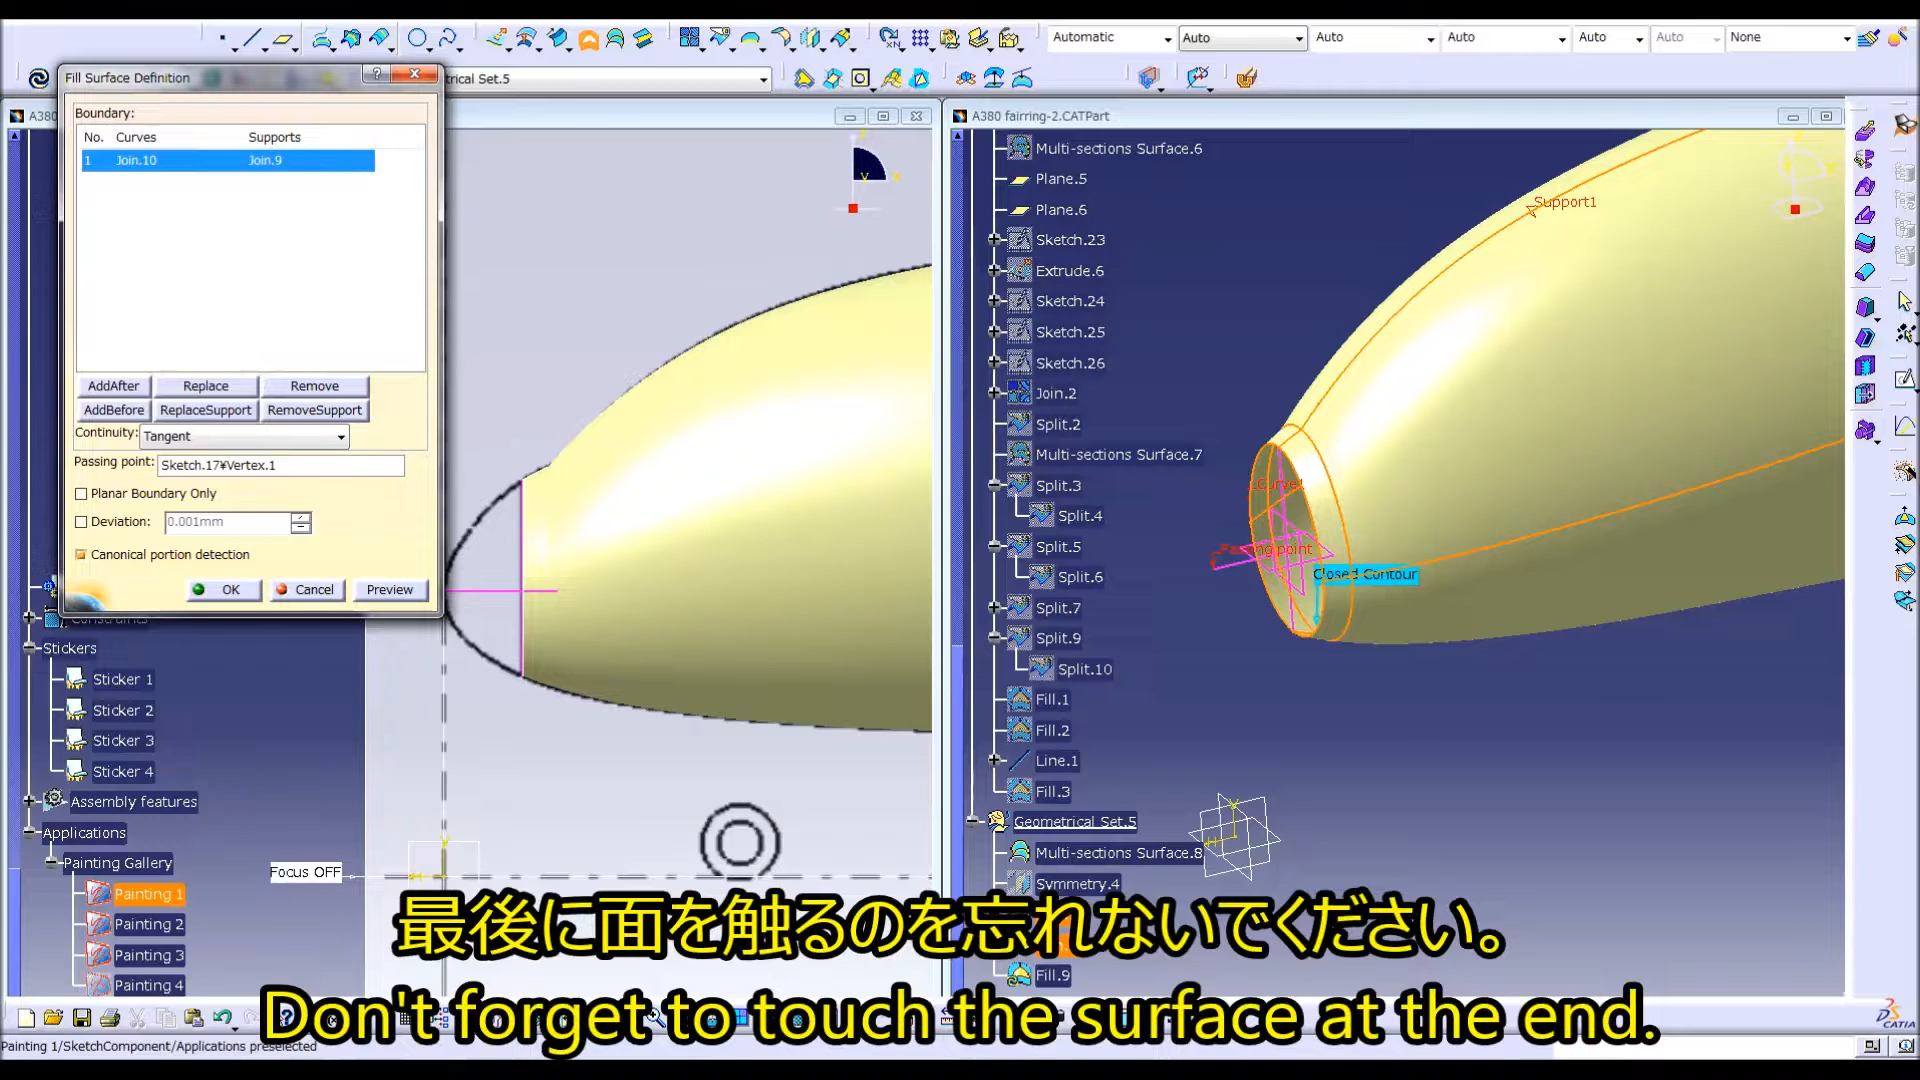 Automatic
Auto
Auto
Auto
Auto
Auto
None
Fill Surface Definition
trical Set.5
Boundary:
No. Curves Supports
1 Join.10 Join.9
AddAfter Replace Remove
AddBefore ReplaceSupport RemoveSupport
Continuity: Tangent
Passing point: Sketch.17¥Vertex.1
Planar Boundary Only
Deviation: 0.001mm
Canonical portion detection
OK Cancel Preview
A380
Constraints
Stickers
Sticker 1
Sticker 2
Sticker 3
Sticker 4
Assembly features
Applications
Painting Gallery
Painting 1
Painting 2
Painting 3
Painting 4
Focus OFF
A380 fairring-2.CATPart
Multi-sections Surface.6
Plane.5
Plane.6
Sketch.23
Extrude.6
Sketch.24
Sketch.25
Sketch.26
Join.2
Split.2
Multi-sections Surface.7
Split.3
Split.4
Split.5
Split.6
Split.7
Split.9
Split.10
Fill.1
Fill.2
Line.1
Fill.3
Geometrical Set.5
Multi-sections Surface.8
Symmetry.4
Fill.9
Support1
Curve1
Passing point
Closed Contour
最後に面を触るのを忘れないでください。
Don't forget to touch the surface at the end.
Painting 1/SketchComponent/Applications preselected
CATIA